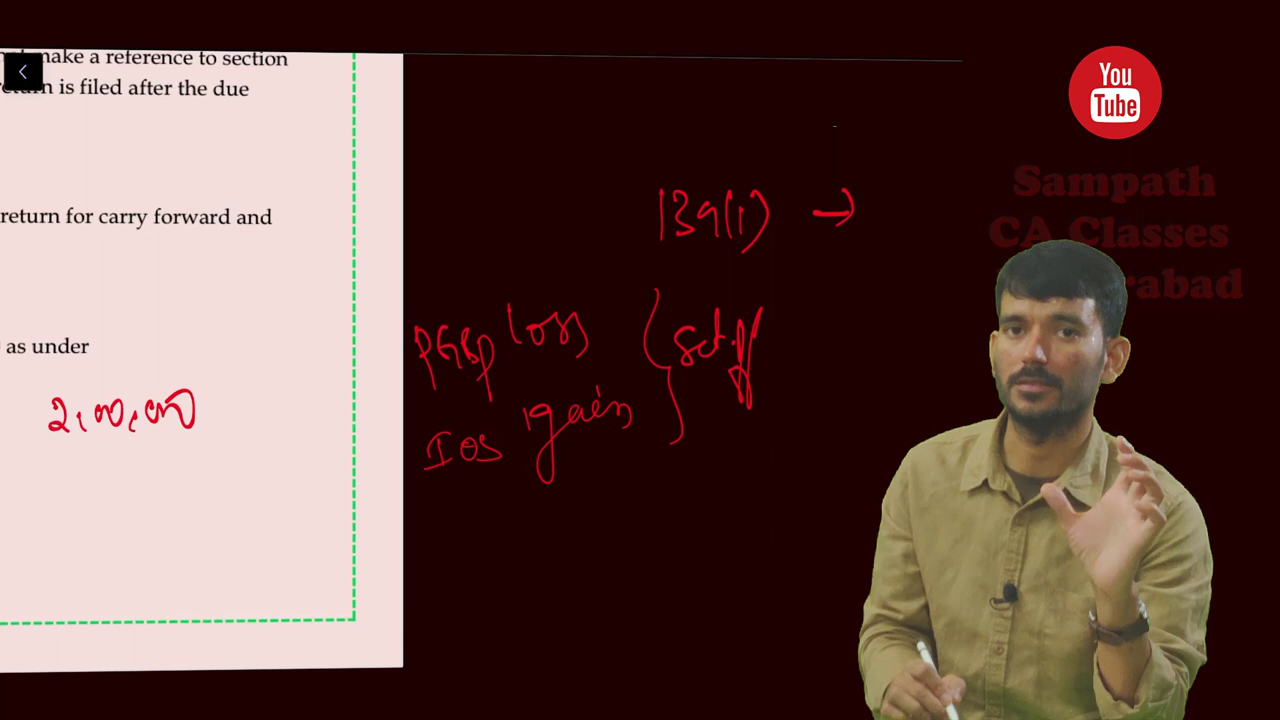 make a reference to section
return is filed after the due
return for carry forward and
as under
2,00,000
139(1) →
PGBP loss
IOS gain
set off
You
Tube
Sampath
CA Classes
rabad